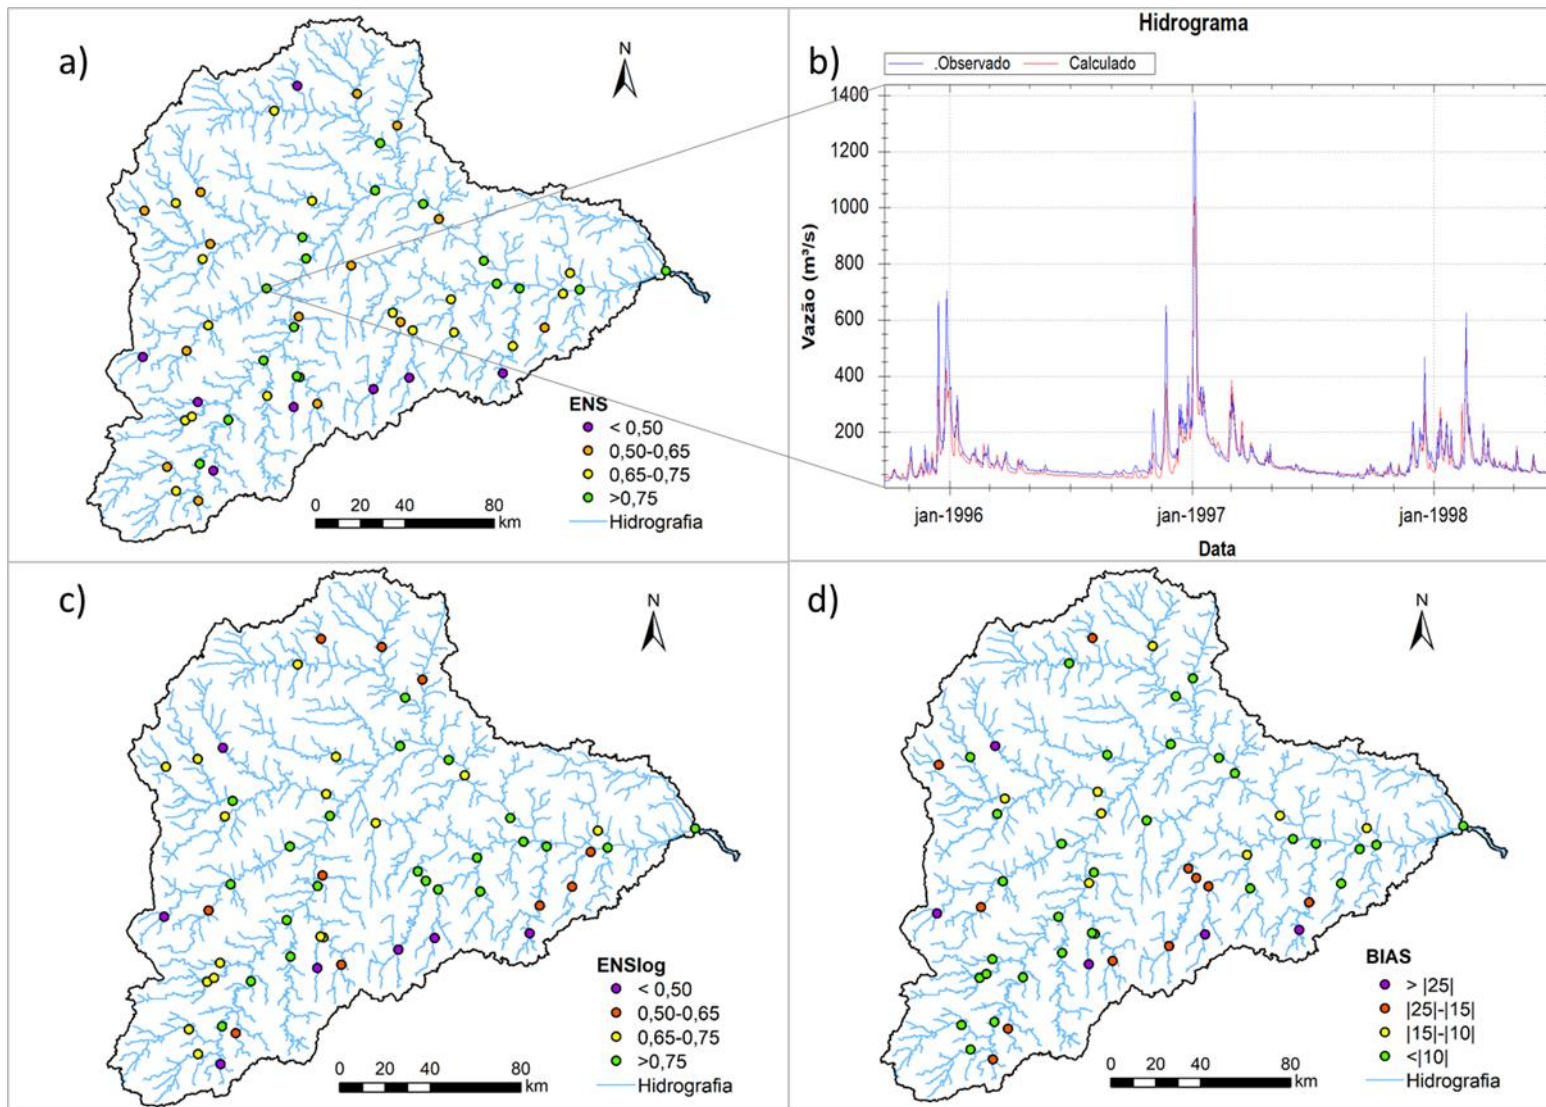 a)
N
ENS
< 0,50
0,50-0,65
0,65-0,75
>0,75
Hidrografia
0 20 40 80
km
b)
Hidrograma
.Observado Calculado
Vazão (m³/s)
1400
1200
1000
800
600
400
200
jan-1996 jan-1997 jan-1998
Data
c)
N
ENSlog
< 0,50
0,50-0,65
0,65-0,75
>0,75
Hidrografia
0 20 40 80
km
d)
N
BIAS
> |25|
|25|-|15|
|15|-|10|
<|10|
Hidrografia
0 20 40 80
km